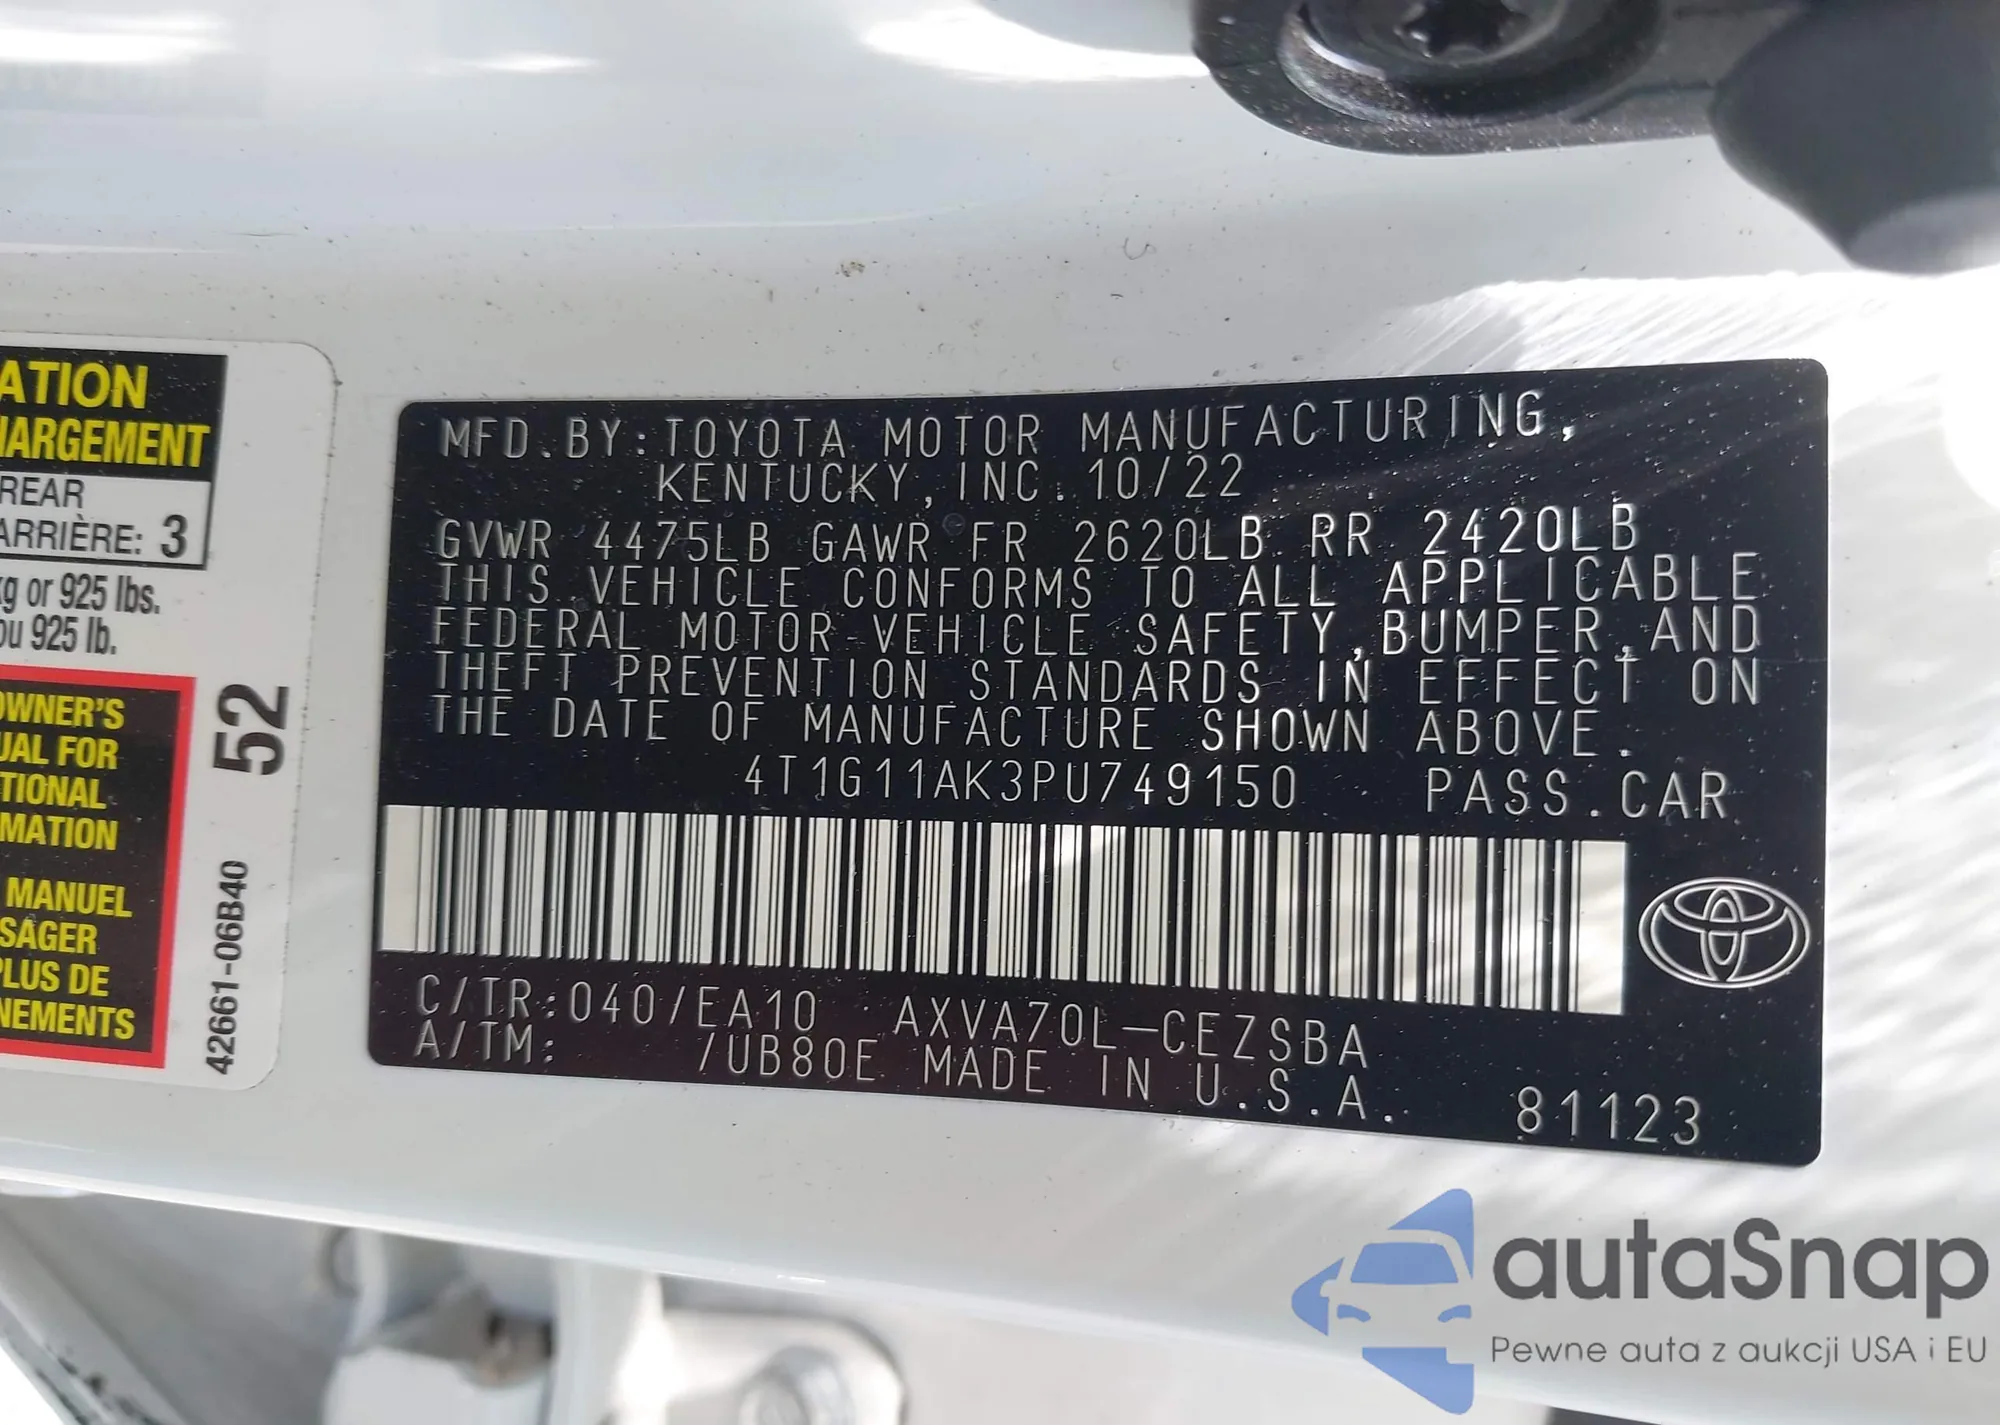 ATION
HARGEMENT
REAR
ARRIÈRE: 3
kg or 925 lbs.
ou 925 lb.
OWNER'S
UAL FOR
TIONAL
MATION
MANUEL
SAGER
PLUS DE
NEMENTS
52
42661-06B40
MFD.BY:TOYOTA MOTOR MANUFACTURING,
KENTUCKY,INC.10/22
GVWR 4475LB GAWR FR 2620LB RR 2420LB
THIS VEHICLE CONFORMS TO ALL APPLICABLE
FEDERAL MOTOR VEHICLE SAFETY,BUMPER,AND
THEFT PREVENTION STANDARDS IN EFFECT ON
THE DATE OF MANUFACTURE SHOWN ABOVE.
4T1G11AK3PU749150 PASS.CAR
C/TR:040/EA10 AXVA70L-CEZSBA
A/TM: /UB80E MADE IN U.S.A.
81123
autaSnap
Pewne auta z aukcji USA i EU